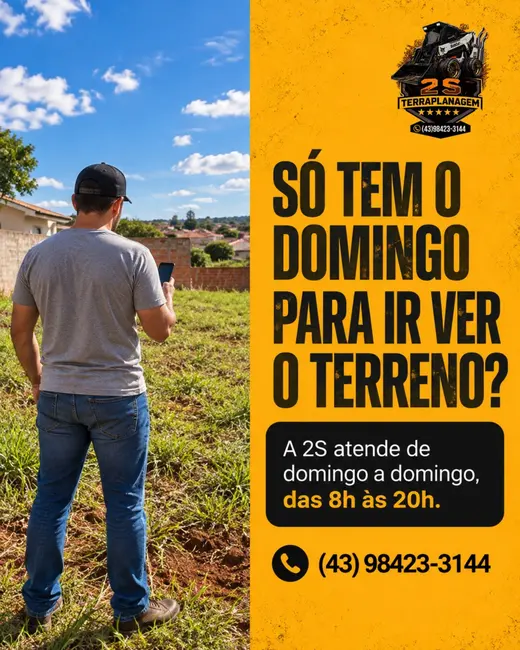 2S
TERRAPLANAGEM
(43)98423-3144
SÓ TEM O
DOMINGO
PARA IR VER
O TERRENO?
A 2S atende de
domingo a domingo,
das 8h às 20h.
(43) 98423-3144